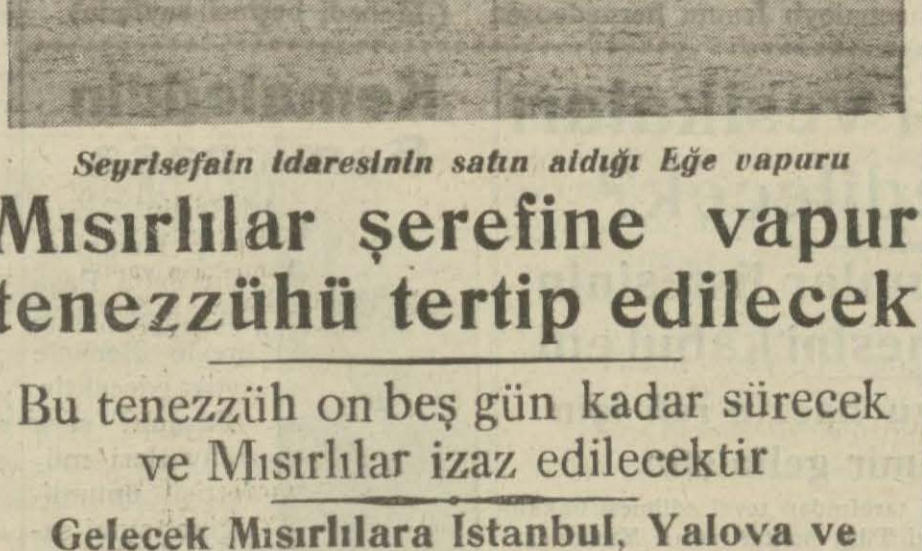 Seyrisefain idaresinin satın aldığı Eğe vapuru
Mısırlılar şerefine vapur
tenezzühü tertip edilecek
Bu tenezzüh on beş gün kadar sürecek
ve Mısırlılar izaz edilecektir
Gelecek Mısırlılara Istanbul, Yalova ve